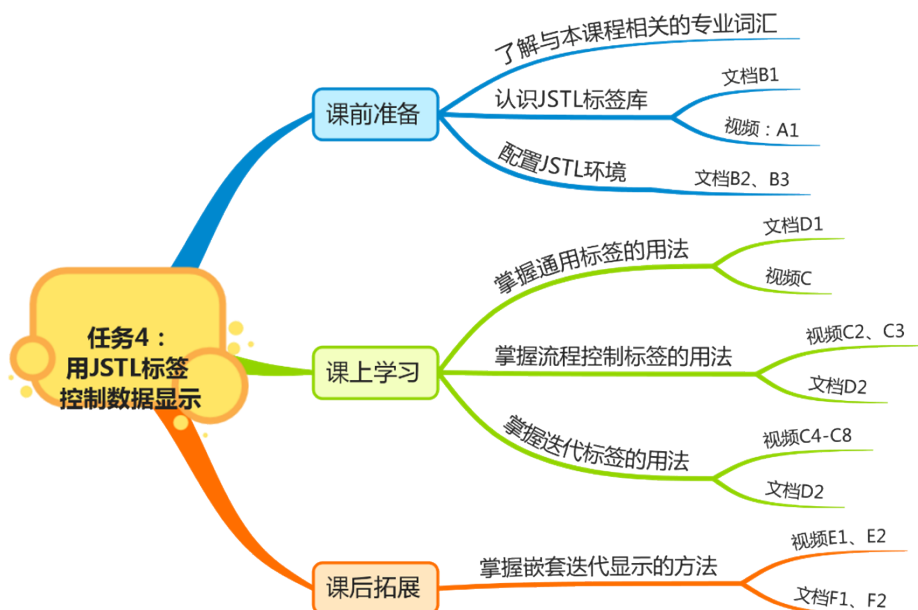 了解与本课程相关的专业词汇
课前准备
认识JSTL标签库
文档B1
视频：A1
配置JSTL环境
文档B2、B3
任务4：
用JSTL标签
控制数据显示
课上学习
掌握通用标签的用法
文档D1
视频C
掌握流程控制标签的用法
视频C2、C3
文档D2
掌握迭代标签的用法
视频C4-C8
文档D2
课后拓展
掌握嵌套迭代显示的方法
视频E1、E2
文档F1、F2